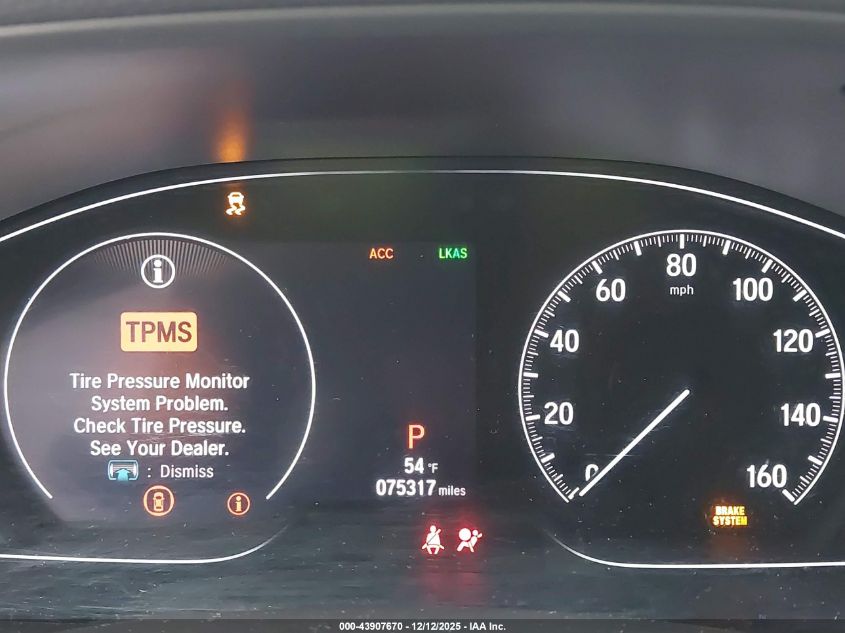 ACC LKAS
TPMS
Tire Pressure Monitor
System Problem.
Check Tire Pressure.
See Your Dealer.
: Dismiss
P
54 °F
075317 miles
0
20
40
60
80
100
120
140
160
mph
BRAKE
SYSTEM
000-43907670 - 12/12/2025 - IAA Inc.